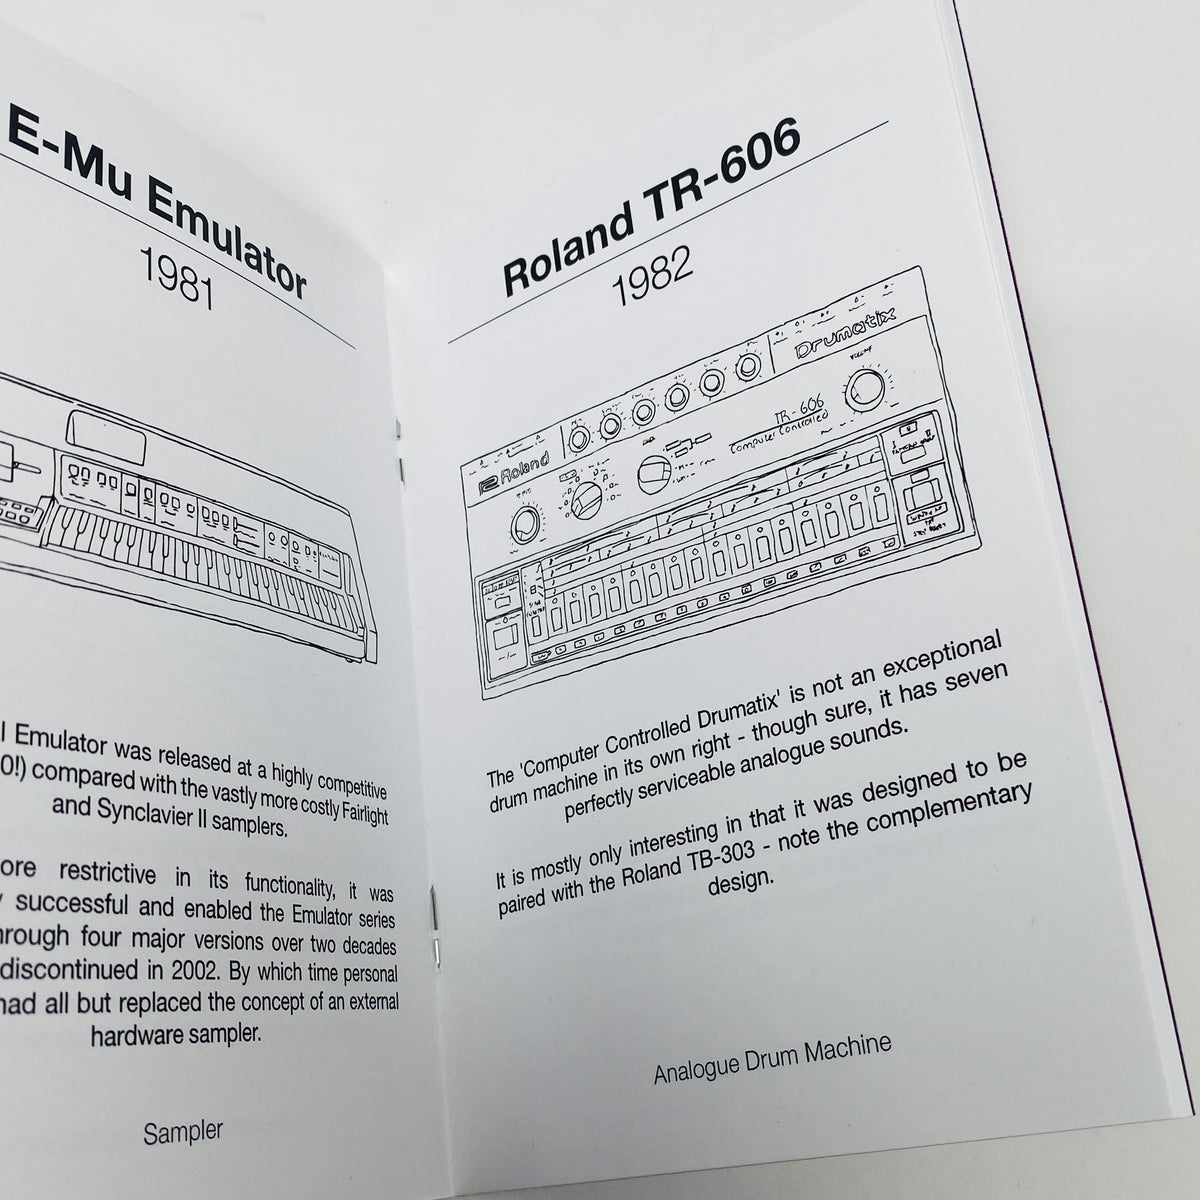 E-Mu Emulator
1981
l Emulator was released at a highly competitive
0!) compared with the vastly more costly Fairlight
and Synclavier II samplers.
ore restrictive in its functionality, it was
successful and enabled the Emulator series
hrough four major versions over two decades
discontinued in 2002. By which time personal
had all but replaced the concept of an external
hardware sampler.
Sampler
Roland TR-606
1982
Drumatix
Roland
TR-606
Computer Controlled
The 'Computer Controlled Drumatix' is not an exceptional
drum machine in its own right - though sure, it has seven
perfectly serviceable analogue sounds.
It is mostly only interesting in that it was designed to be
paired with the Roland TB-303 - note the complementary
design.
Analogue Drum Machine